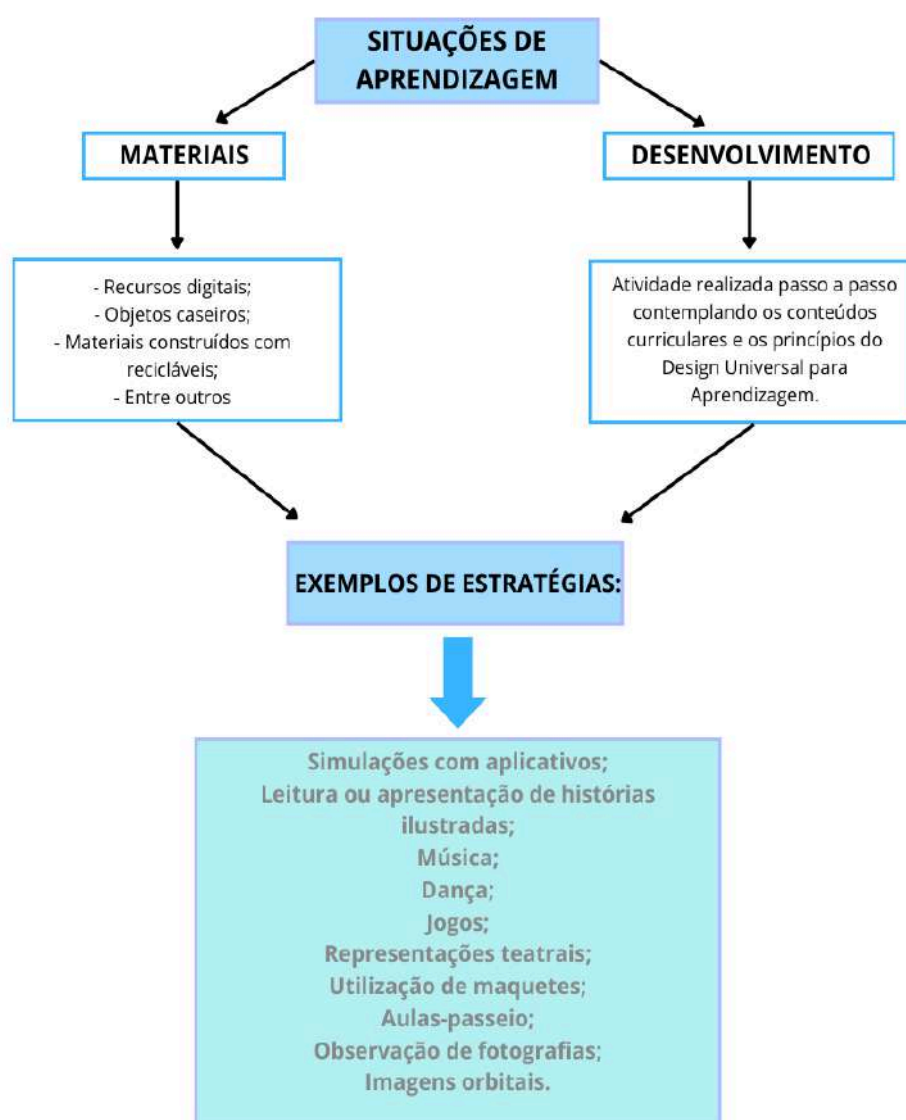 SITUAÇÕES DE
APRENDIZAGEM
MATERIAIS
DESENVOLVIMENTO
- Recursos digitais;
- Objetos caseiros;
- Materiais construídos com
recicláveis;
- Entre outros
Atividade realizada passo a passo
contemplando os conteúdos
curriculares e os princípios do
Design Universal para
Aprendizagem.
EXEMPLOS DE ESTRATÉGIAS:
Simulações com aplicativos;
Leitura ou apresentação de histórias
ilustradas;
Música;
Dança;
Jogos;
Representações teatrais;
Utilização de maquetes;
Aulas-passeio;
Observação de fotografias;
Imagens orbitais.